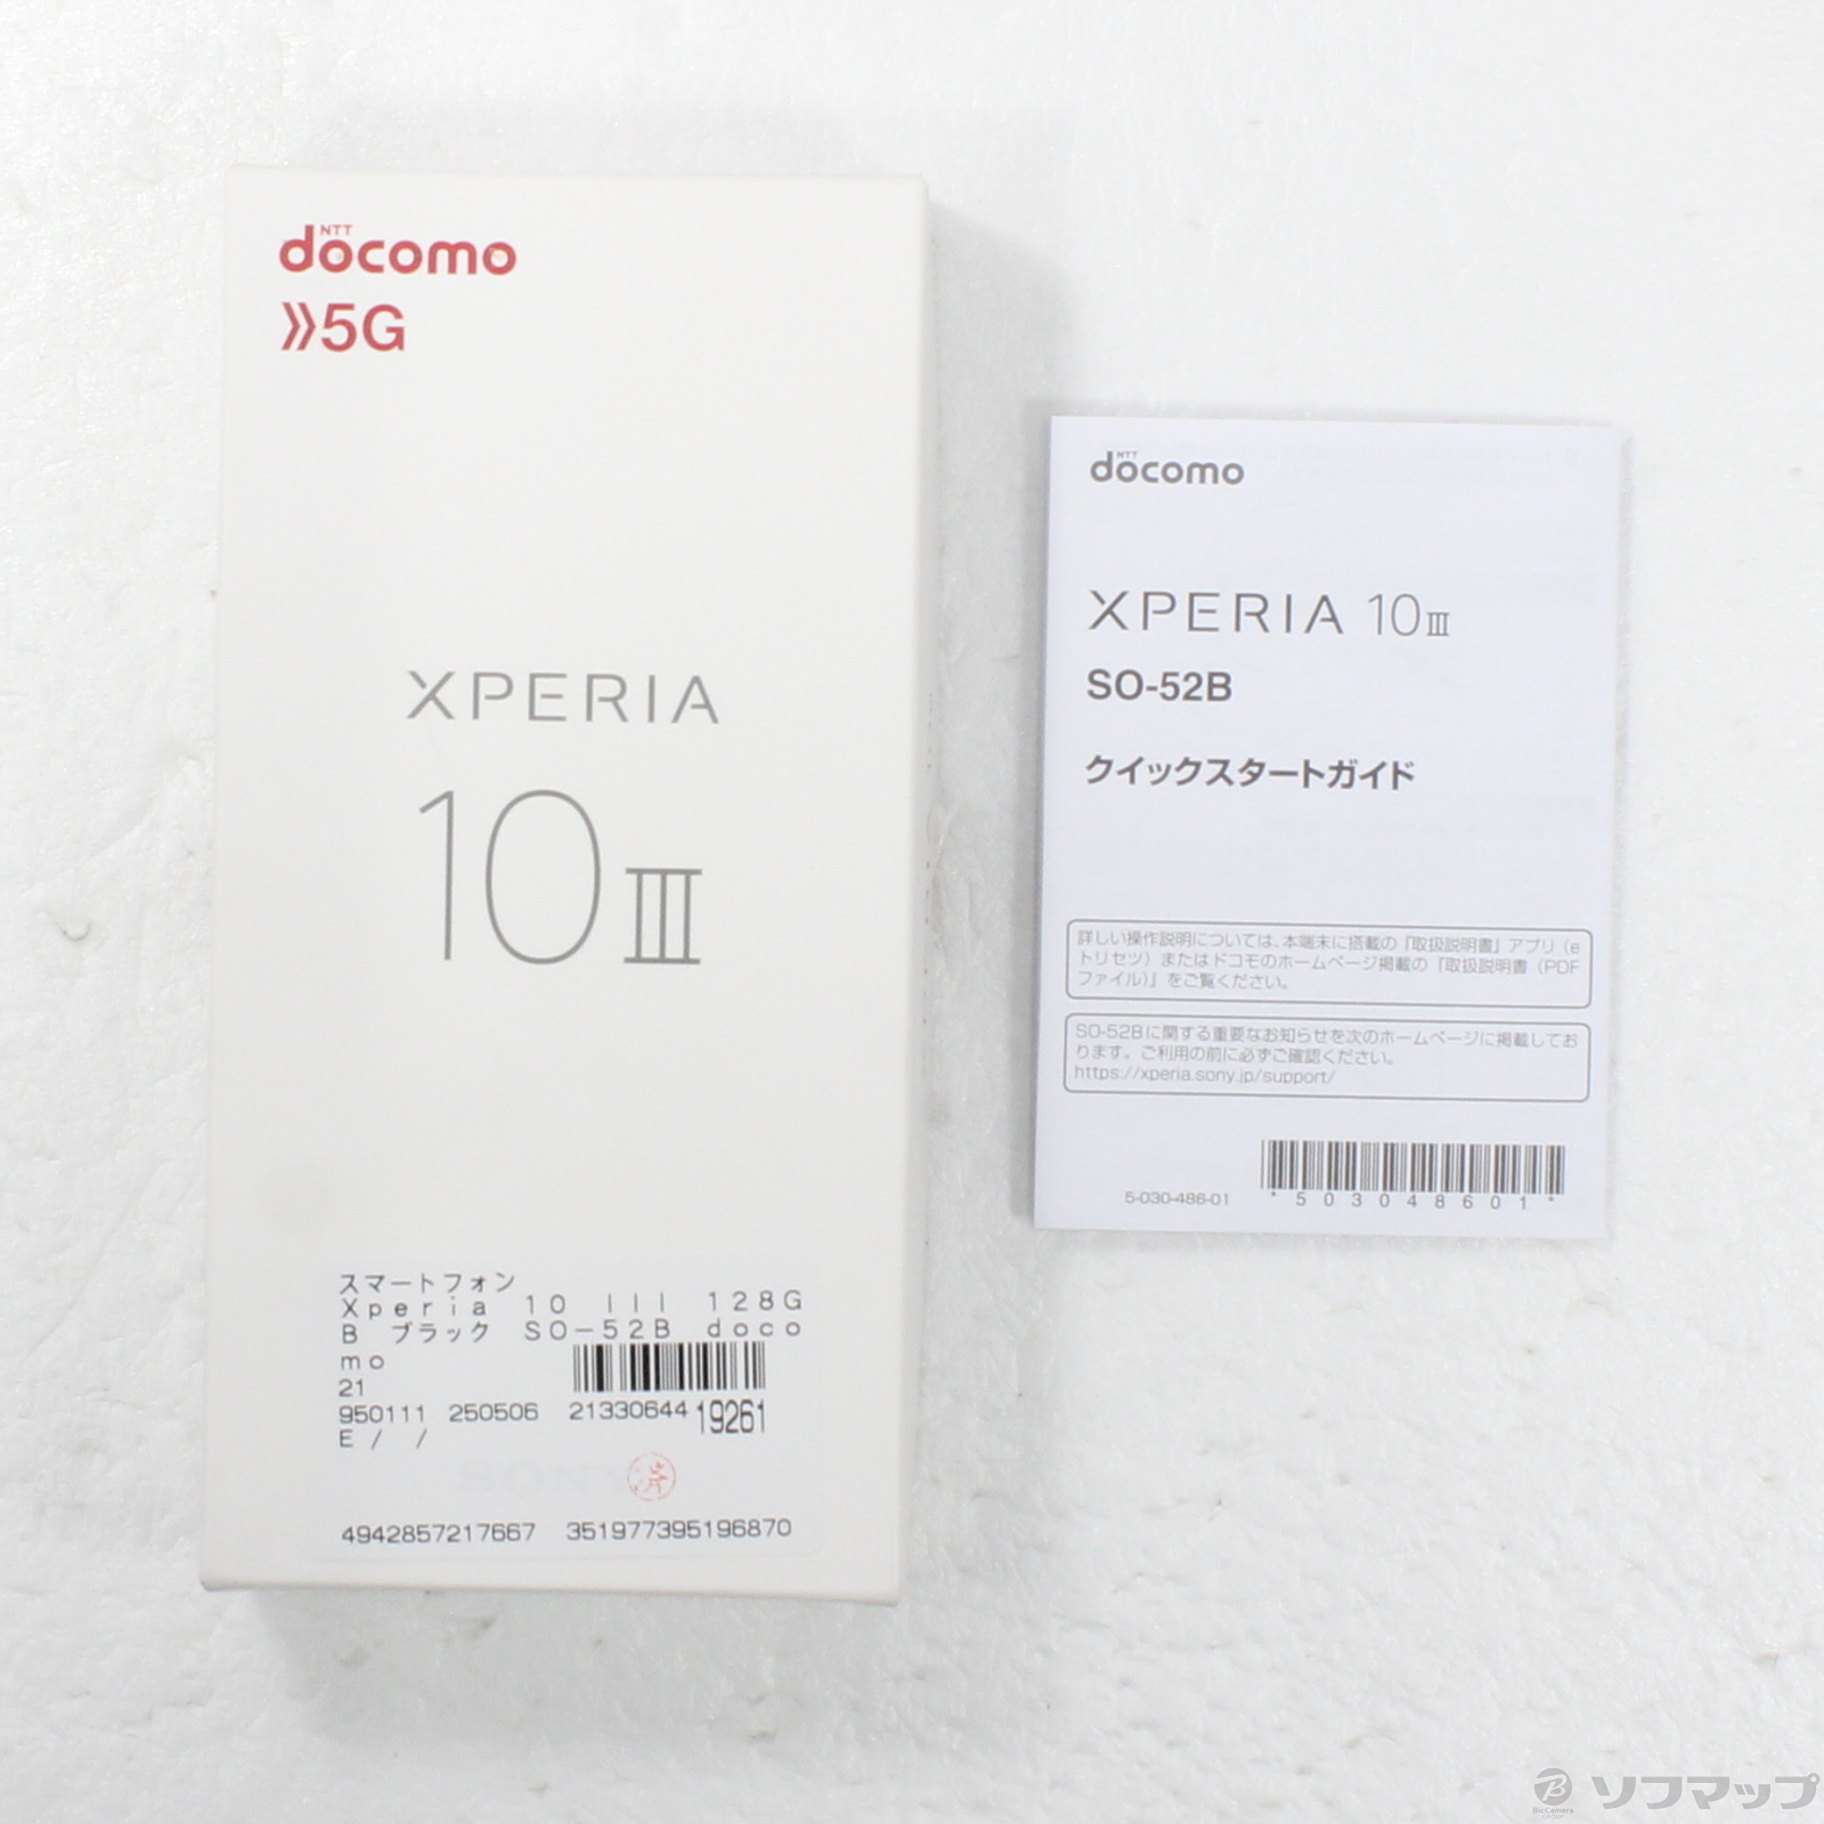 NTT
docomo
5G
XPERIA
10 III
スマートフォン
Xperia 10 III 128G
B ブラック SO-52B doco
mo
21
950111 250506 21330644 19261
E / /
SONY
済
4942857217667 351977395196870
NTT
docomo
XPERIA 10 III
SO-52B
クイックスタートガイド
詳しい操作説明については、本端末に搭載の『取扱説明書』アプリ(e
トリセツ)またはドコモのホームページ掲載の『取扱説明書(PDF
ファイル)』をご覧ください。
SO-52Bに関する重要なお知らせを次のホームページに掲載してお
ります。ご利用の前に必ずご確認ください。
https://xperia.sony.jp/support/
5-030-486-01
*503048601*
B
BicCamera
GROUP
ソフマップ